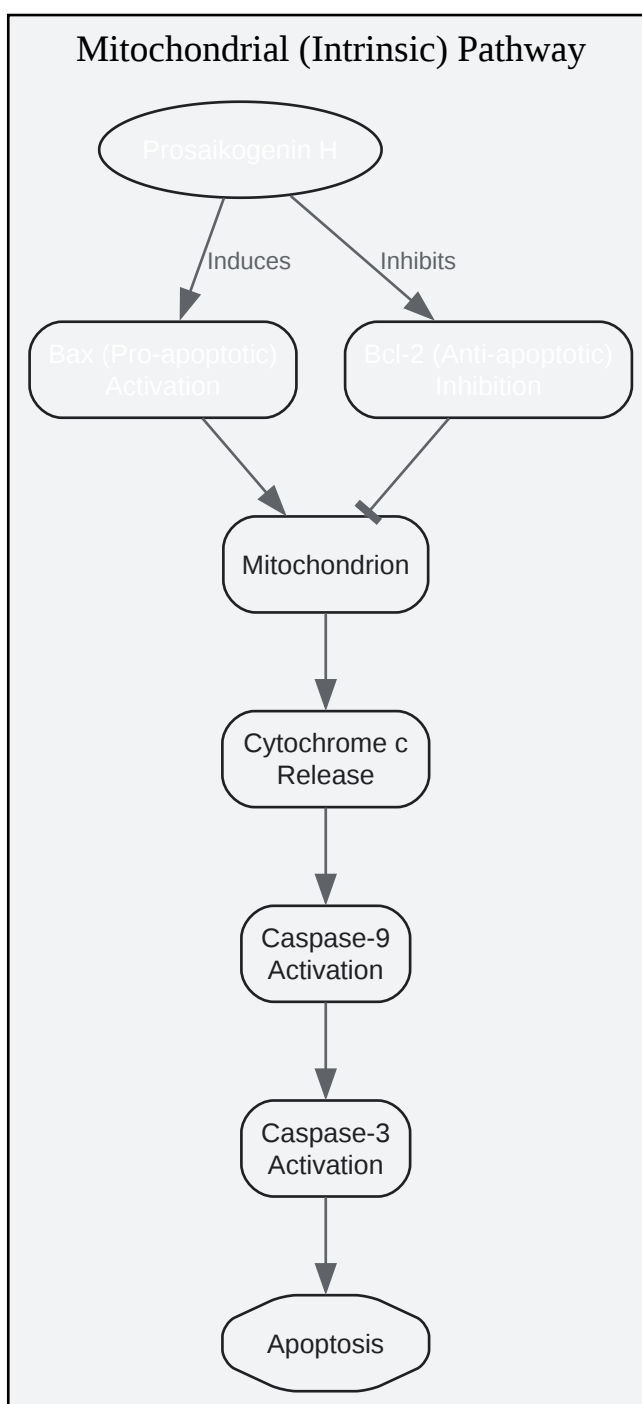 Mitochondrial (Intrinsic) Pathway
Prosaikogenin H
Induces
Inhibits
Bax (Pro-apoptotic)
Activation
Bcl-2 (Anti-apoptotic)
Inhibition
Mitochondrion
Cytochrome c
Release
Caspase-9
Activation
Caspase-3
Activation
Apoptosis